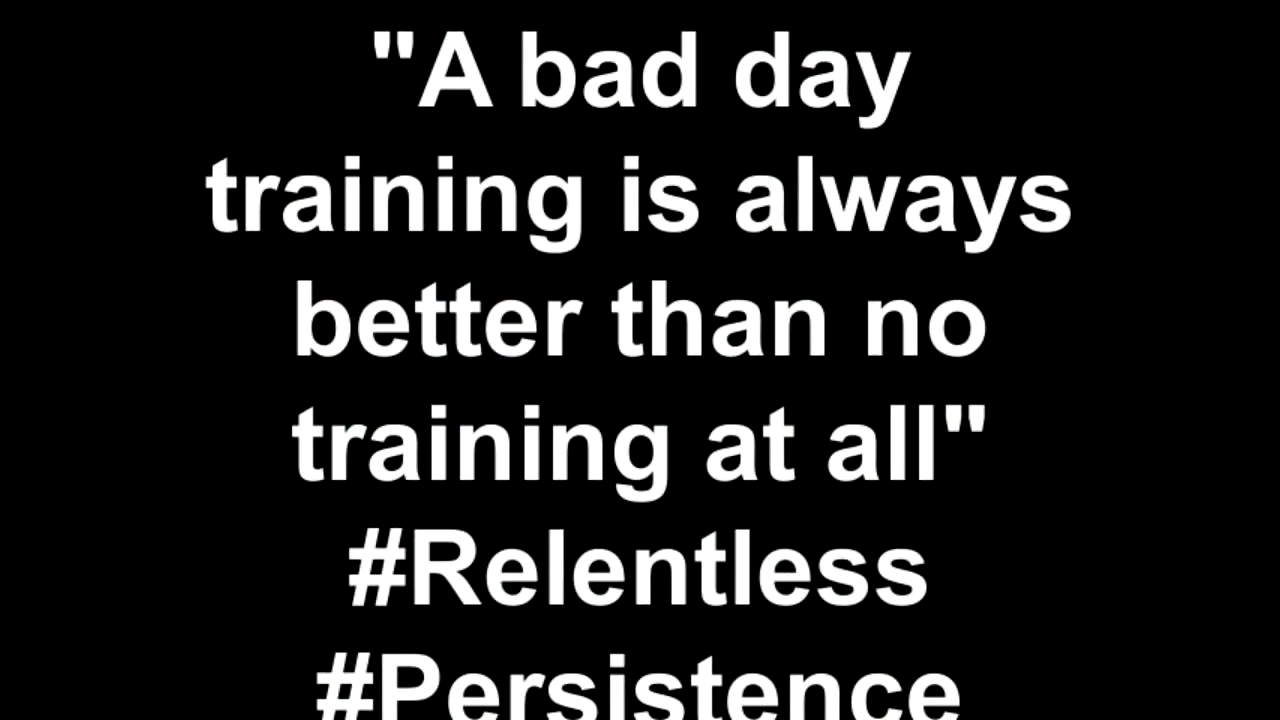 "A bad day
training is always
better than no
training at all"
#Relentless
#Persistence